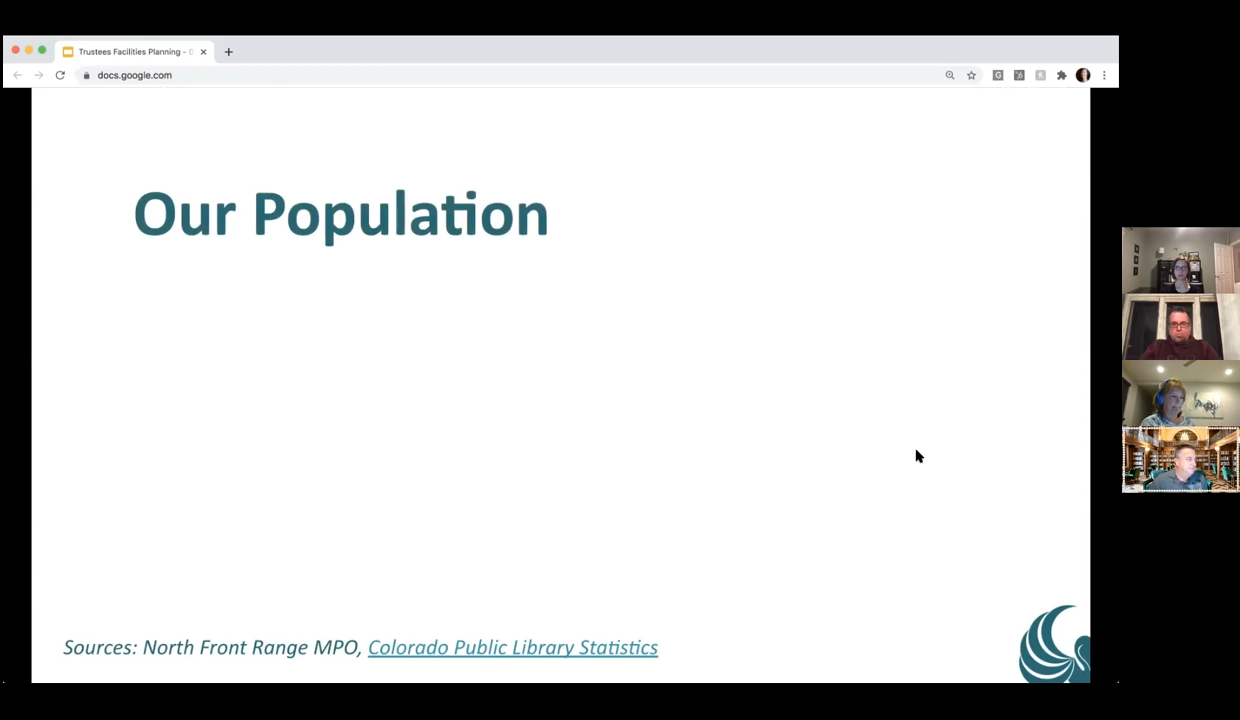 Trustees Facilities Planning -
docs.google.com
Our Population
Sources: North Front Range MPO, Colorado Public Library Statistics